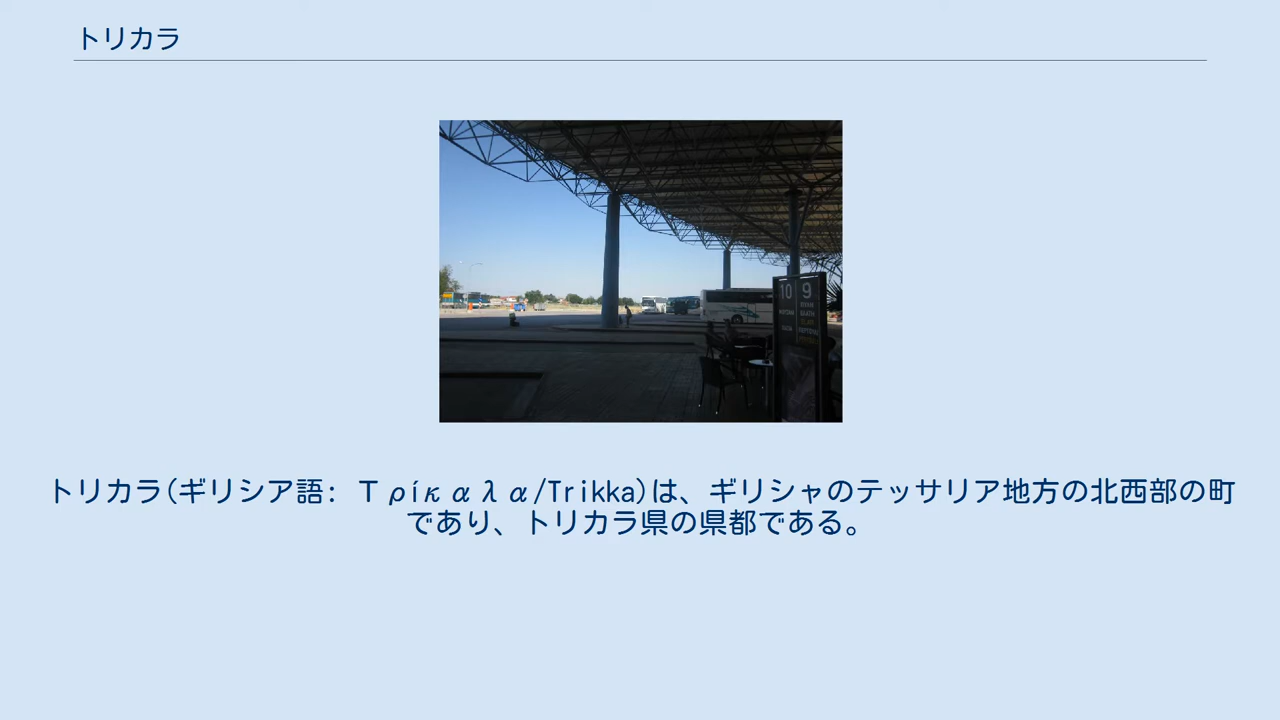 トリカラ
10 9
トリカラ(ギリシア語: Τρίκαλα/Trikka)は、ギリシャのテッサリア地方の北西部の町
であり、トリカラ県の県都である。